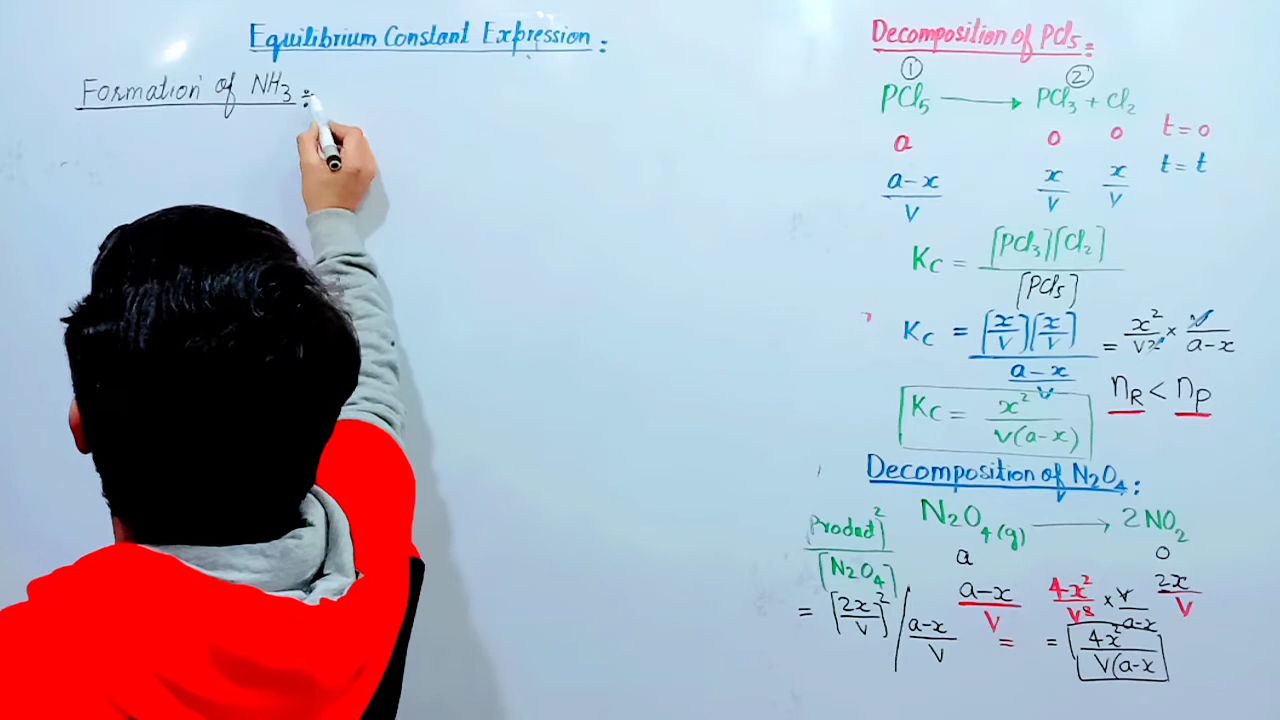 Equilibrium Constant Expression:
Formation of NH3:
Decomposition of PCl5:
① ②
PCl5 ⟶ PCl3 + Cl2
a 0 0 t=0
a-x/V x/V x/V t=t
Kc = [PCl3][Cl2]/[PCl5]
Kc = [x/V][x/V]/a-x/V = x²/V² × V/a-x
nR < nP
Kc = x²/V(a-x)
Decomposition of N2O4:
N2O4(g) ⟶ 2NO2
a 0
a-x/V 2x/V
Product]²/[N2O4]
= [2x/V]² / a-x/V = 4x²/V² × V/a-x
= 4x²/V(a-x